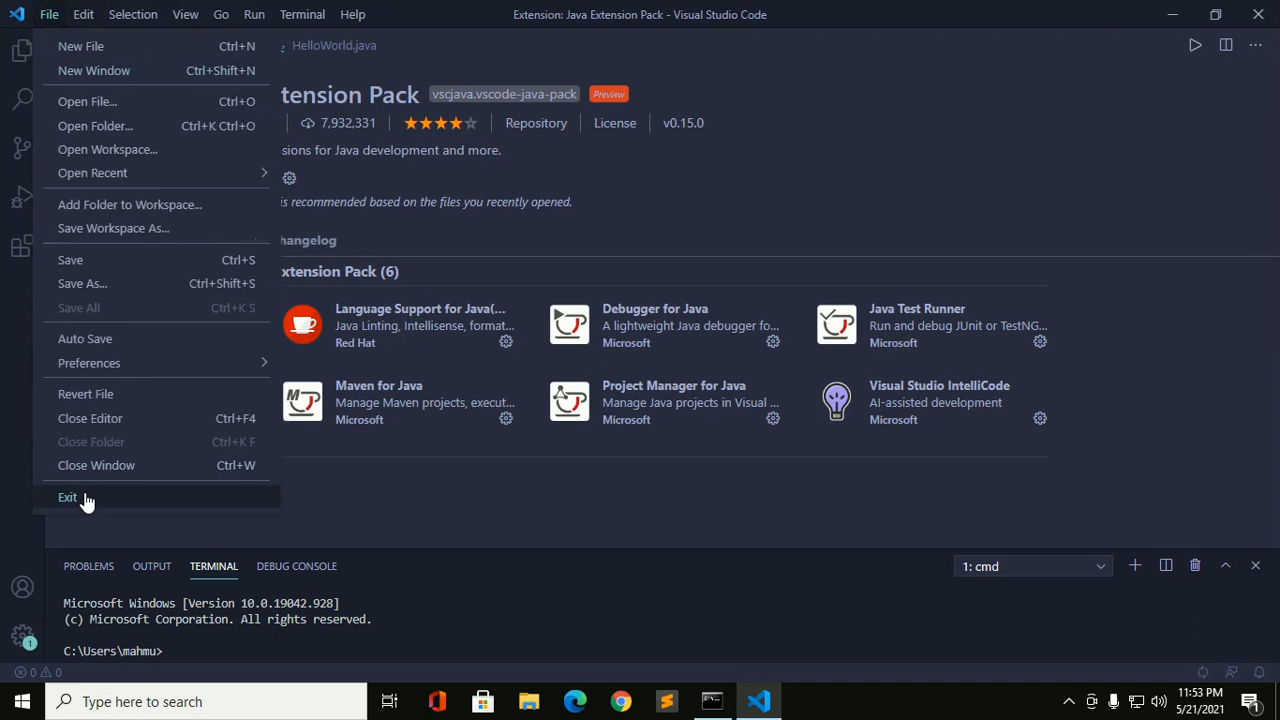 File Edit Selection View Go Run Terminal Help
Extension: Java Extension Pack - Visual Studio Code
New File Ctrl+N
New Window Ctrl+Shift+N
Open File... Ctrl+O
Open Folder... Ctrl+K Ctrl+O
Open Workspace...
Open Recent
Add Folder to Workspace...
Save Workspace As...
Save Ctrl+S
Save As... Ctrl+Shift+S
Save All Ctrl+K S
Auto Save
Preferences
Revert File
Close Editor Ctrl+F4
Close Folder Ctrl+K F
Close Window Ctrl+W
Exit
HelloWorld.java
tension Pack vscjava.vscode-java-pack Preview
7,932,331 Repository License v0.15.0
sions for Java development and more.
is recommended based on the files you recently opened.
hangelog
xtension Pack (6)
Language Support for Java(...
Java Linting, Intellisense, format...
Red Hat
Debugger for Java
A lightweight Java debugger fo...
Microsoft
Java Test Runner
Run and debug JUnit or TestNG...
Microsoft
Maven for Java
Manage Maven projects, execut...
Microsoft
Project Manager for Java
Manage Java projects in Visual ...
Microsoft
Visual Studio IntelliCode
AI-assisted development
Microsoft
PROBLEMS OUTPUT TERMINAL DEBUG CONSOLE
1: cmd
Microsoft Windows [Version 10.0.19042.928]
(c) Microsoft Corporation. All rights reserved.
C:\Users\mahmu>
1
0 0
Type here to search
11:53 PM
5/21/2021
1